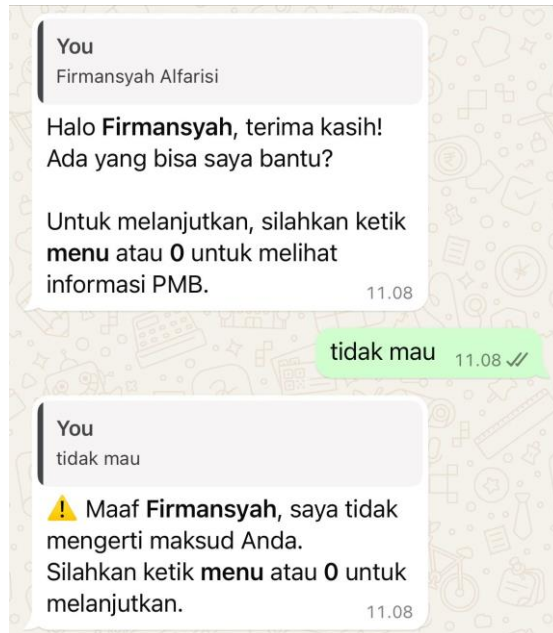 You
Firmansyah Alfarisi
Halo Firmansyah, terima kasih!
Ada yang bisa saya bantu?
Untuk melanjutkan, silahkan ketik
menu atau 0 untuk melihat
informasi PMB.
11.08
tidak mau
11.08
You
tidak mau
⚠️ Maaf Firmansyah, saya tidak
mengerti maksud Anda.
Silahkan ketik menu atau 0 untuk
melanjutkan.
11.08